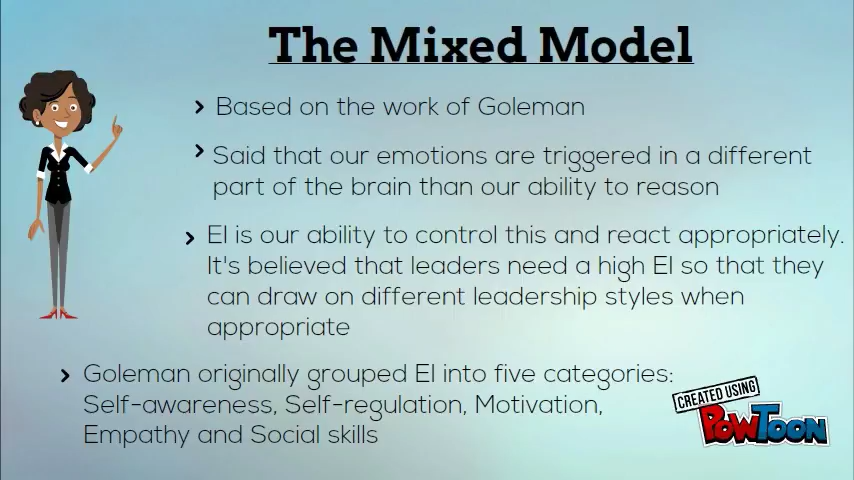 The Mixed Model
Based on the work of Goleman
Said that our emotions are triggered in a different
part of the brain than our ability to reason
EI is our ability to control this and react appropriately.
It's believed that leaders need a high EI so that they
can draw on different leadership styles when
appropriate
Goleman originally grouped EI into five categories:
Self-awareness, Self-regulation, Motivation,
Empathy and Social skills
CREATED USING
POWTOON